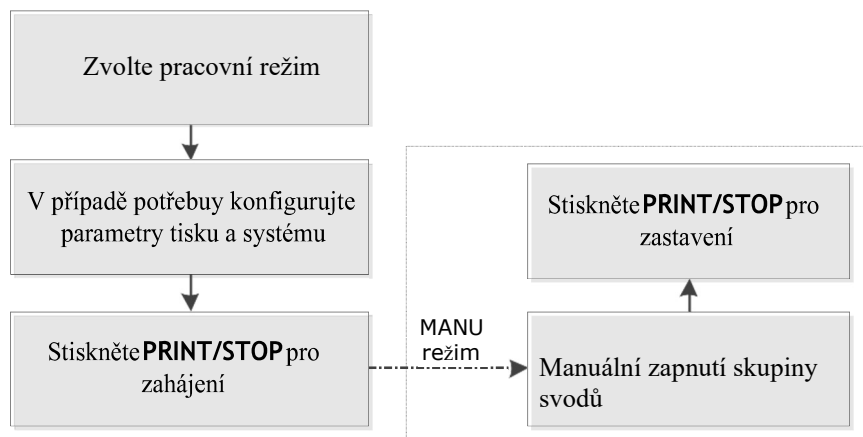 Zvolte pracovní režim
V případě potřebuy konfigurujte
parametry tisku a systému
Stiskněte PRINT/STOP pro
zahájení
MANU
režim
Manuální zapnutí skupiny
svodů
Stiskněte PRINT/STOP pro
zastavení